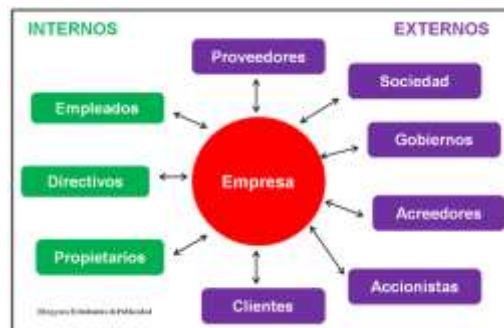 INTERNOS
EXTERNOS
Proveedores
Sociedad
Empleados
Gobiernos
Directivos
Empresa
Acreedores
Propietarios
Accionistas
Clientes